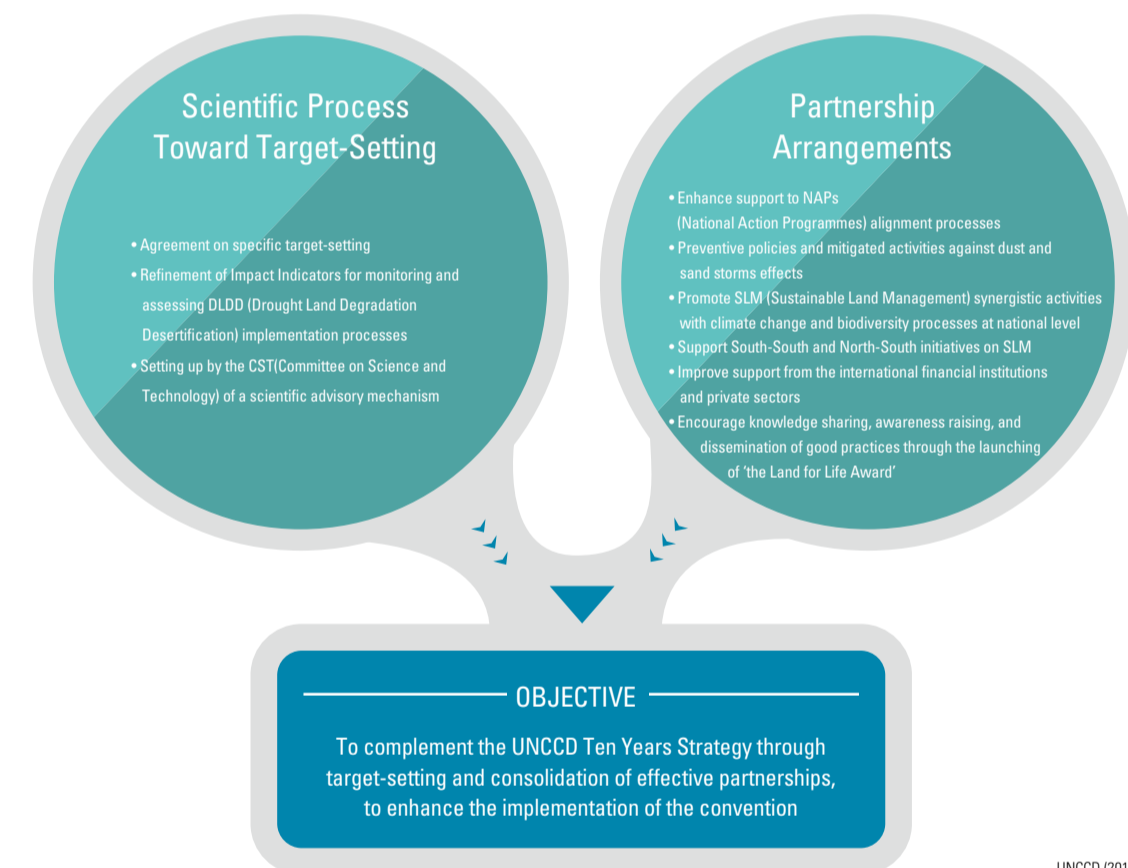 Scientific Process
Toward Target-Setting
• Agreement on specific target-setting
• Refinement of Impact Indicators for monitoring and
assessing DLDD (Drought Land Degradation
Desertification) implementation processes
• Setting up by the CST(Committee on Science and
Technology) of a scientific advisory mechanism
Partnership
Arrangements
• Enhance support to NAPs
(National Action Programmes) alignment processes
• Preventive policies and mitigated activities against dust and
sand storms effects
• Promote SLM (Sustainable Land Management) synergistic activities
with climate change and biodiversity processes at national level
• Support South-South and North-South initiatives on SLM
• Improve support from the international financial institutions
and private sectors
• Encourage knowledge sharing, awareness raising, and
dissemination of good practices through the launching
of ‘the Land for Life Award’
OBJECTIVE
To complement the UNCCD Ten Years Strategy through
target-setting and consolidation of effective partnerships,
to enhance the implementation of the convention